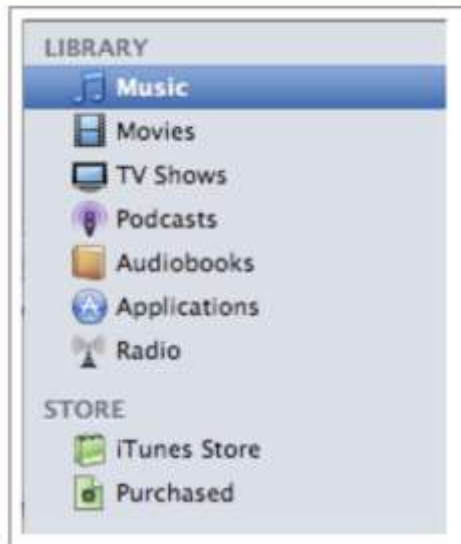 LIBRARY
Music
Movies
TV Shows
Podcasts
Audiobooks
Applications
Radio
STORE
iTunes Store
Purchased